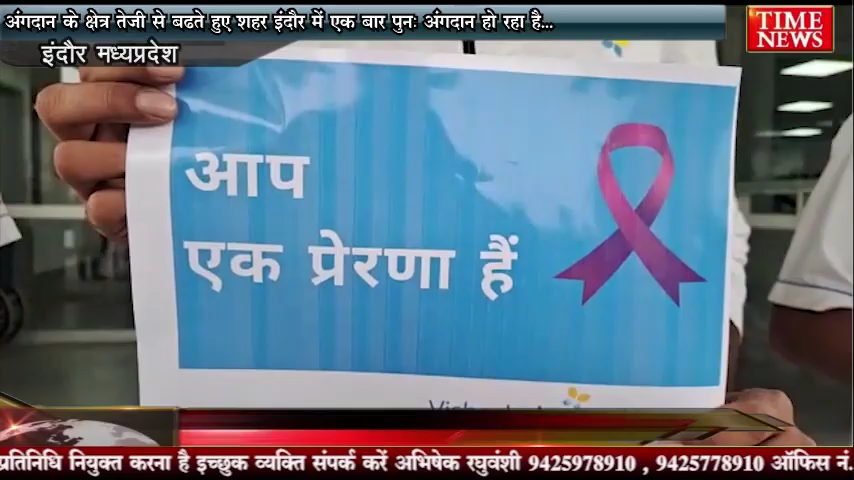 अंगदान के क्षेत्र तेजी से बढते हुए शहर इंदौर में एक बार पुनः अंगदान हो रहा है...
TIME
NEWS
इंदौर मध्यप्रदेश
आप
एक प्रेरणा हैं
प्रतिनिधि नियुक्त करना है इच्छुक व्यक्ति संपर्क करें अभिषेक रघुवंशी 9425978910 , 9425778910 ऑफिस नं.